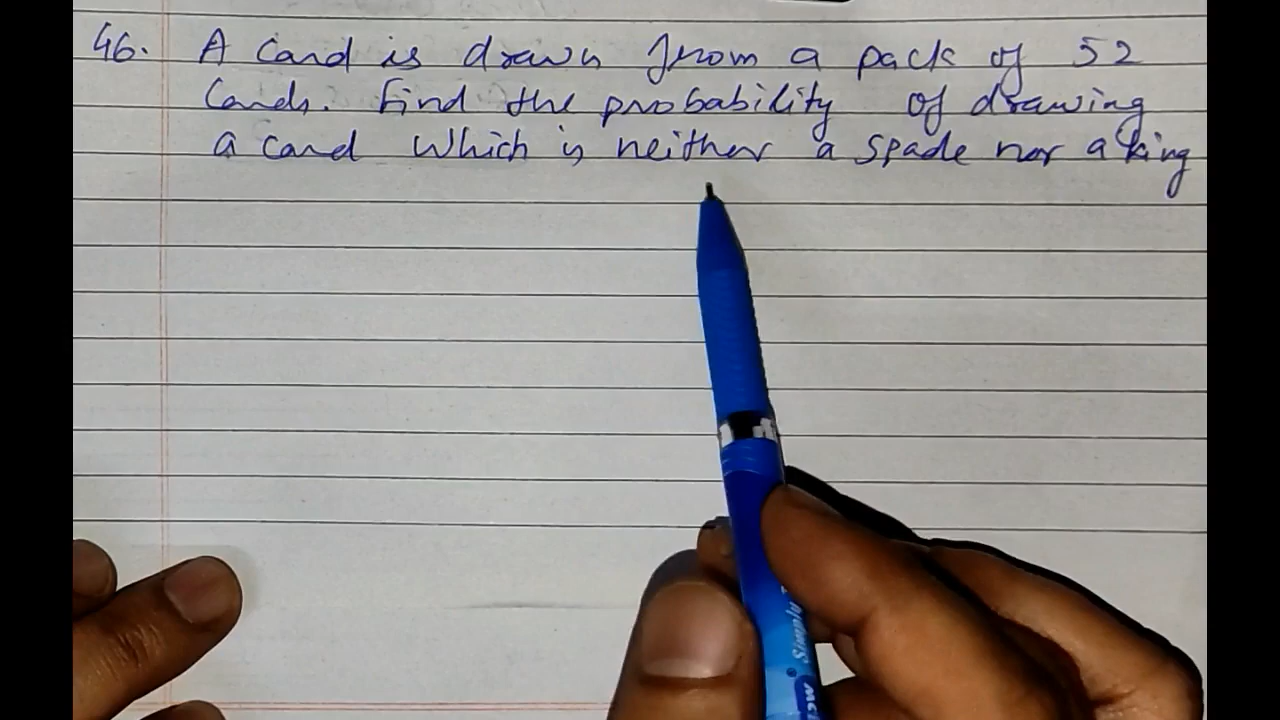 46. A Card is drawn from a pack of 52
Cards. Find the probability of drawing
a card which is neither a spade nor a king
Simply